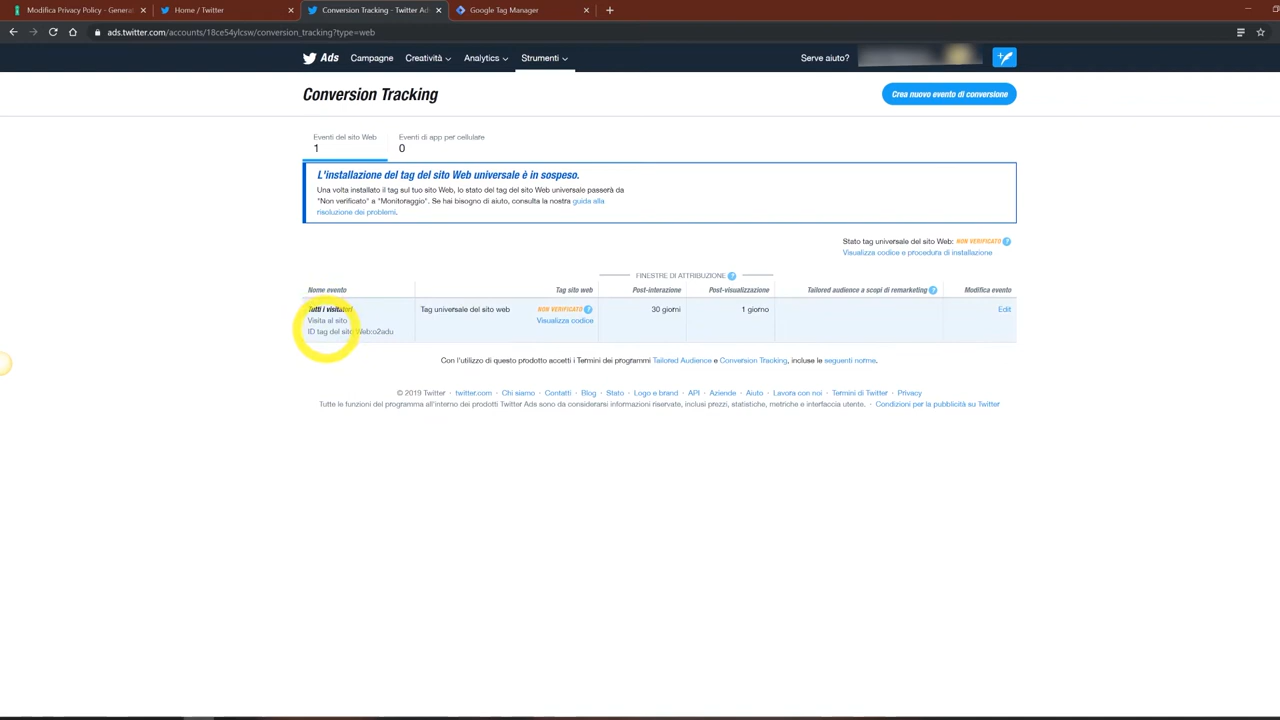 Modifica Privacy Policy - Generat
Home / Twitter
Conversion Tracking - Twitter Ads
Google Tag Manager
ads.twitter.com/accounts/18ce54ylcsw/conversion_tracking?type=web
Ads Campagne Creatività Analytics Strumenti Serve aiuto?
Conversion Tracking
Crea nuovo evento di conversione
Eventi del sito Web
1
Eventi di app per cellulare
0
L'installazione del tag del sito Web universale è in sospeso.
Una volta installato il tag sul tuo sito Web, lo stato del tag del sito Web universale passerà da
"Non verificato" a "Monitoraggio". Se hai bisogno di aiuto, consulta la nostra guida alla
risoluzione dei problemi.
Stato tag universale del sito Web: NON VERIFICATO ?
Visualizza codice e procedura di installazione
FINESTRE DI ATTRIBUZIONE ?
Nome evento Tag sito web Post-interazione Post-visualizzazione Tailored audience a scopi di remarketing ? Modifica evento
Tutti i visitatori Tag universale del sito web NON VERIFICATO ? 30 giorni 1 giorno Edit
Visita al sito Visualizza codice
ID tag del sito Web:o2adu
Con l'utilizzo di questo prodotto accetti i Termini dei programmi Tailored Audience e Conversion Tracking, incluse le seguenti norme.
© 2019 Twitter · twitter.com · Chi siamo · Contatti · Blog · Stato · Logo e brand · API · Aziende · Aiuto · Lavora con noi · Termini di Twitter · Privacy
Tutte le funzioni del programma all'interno dei prodotti Twitter Ads sono da considerarsi informazioni riservate, inclusi prezzi, statistiche, metriche e interfaccia utente. · Condizioni per la pubblicità su Twitter